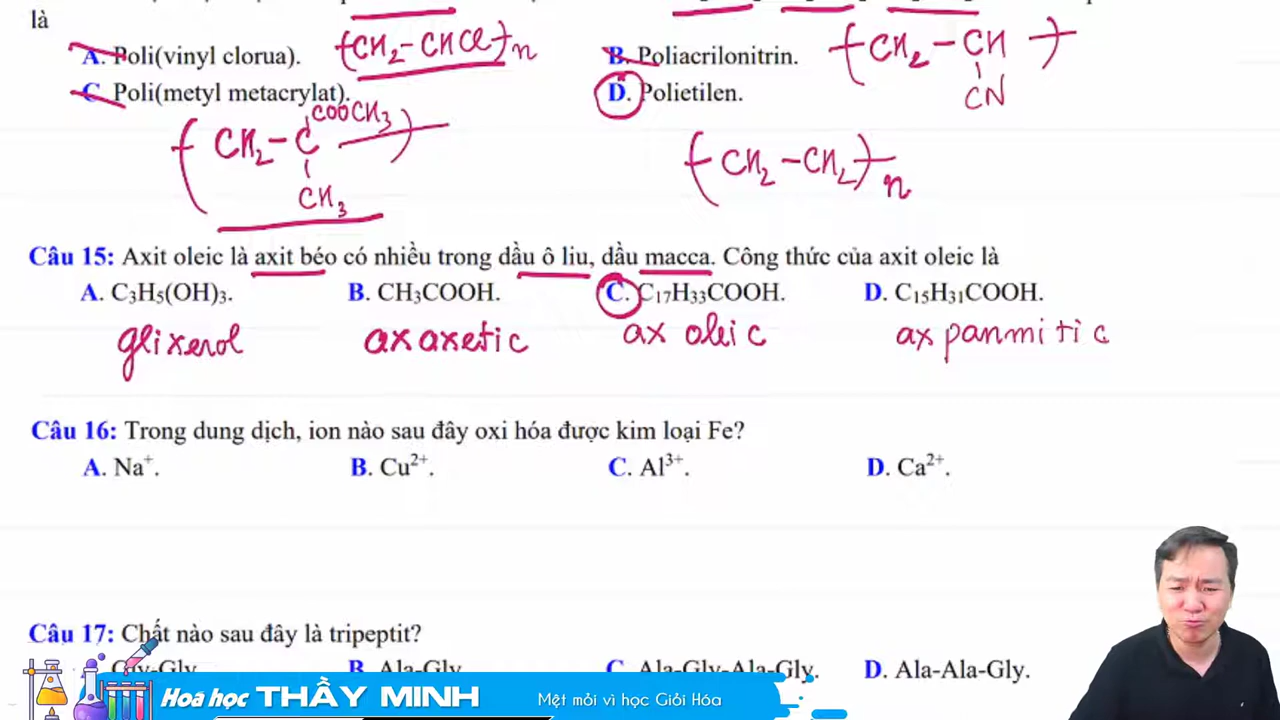 là
A. Poli(vinyl clorua). (CH₂-CHCl)n B. Poliacrilonitrin. (CH₂-CH)
CN
C. Poli(metyl metacrylat). D. Polietilen.
COOCH₃
(CH₂-C)
CH₃
(CH₂-CH₂)n
Câu 15: Axit oleic là axit béo có nhiều trong dầu ô liu, dầu macca. Công thức của axit oleic là
A. C₃H₅(OH)₃. B. CH₃COOH. C. C₁₇H₃₃COOH. D. C₁₅H₃₁COOH.
glixerol ax axetic ax oleic ax panmitic
Câu 16: Trong dung dịch, ion nào sau đây oxi hóa được kim loại Fe?
A. Na⁺. B. Cu²⁺. C. Al³⁺. D. Ca²⁺.
Câu 17: Chất nào sau đây là tripeptit?
Gly-Gly B. Ala-Gly C. Ala-Gly-Ala-Gly. D. Ala-Ala-Gly.
Hoá học THẦY MINH Mệt mỏi vì học Giỏi Hóa